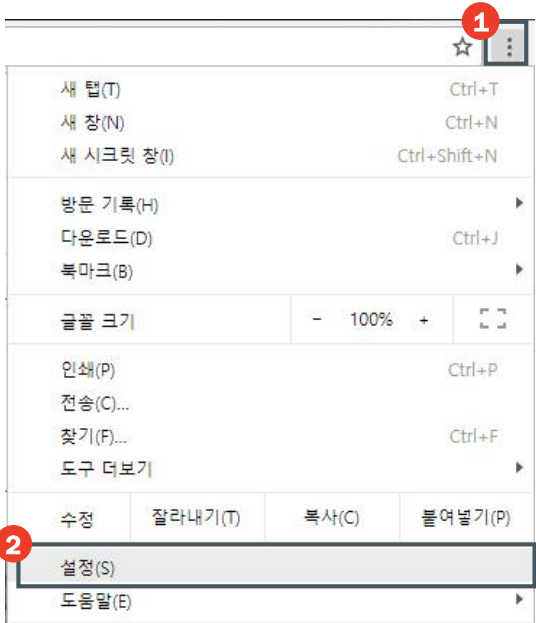 1
새 탭(T) Ctrl+T
새 창(N) Ctrl+N
새 시크릿 창(I) Ctrl+Shift+N
방문 기록(H)
다운로드(D) Ctrl+J
북마크(B)
글꼴 크기 - 100% +
인쇄(P) Ctrl+P
전송(C)...
찾기(F)... Ctrl+F
도구 더보기
수정 잘라내기(T) 복사(C) 붙여넣기(P)
2
설정(S)
도움말(E)